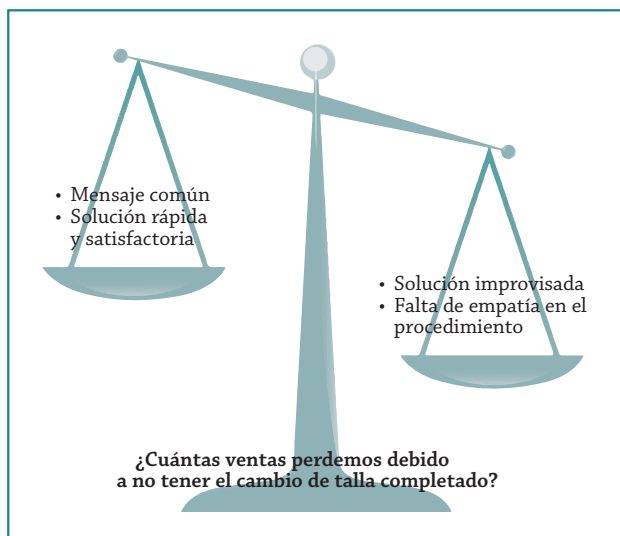 • Mensaje común
• Solución rápida
y satisfactoria
• Solución improvisada
• Falta de empatía en el
procedimiento
¿Cuántas ventas perdemos debido
a no tener el cambio de talla completado?